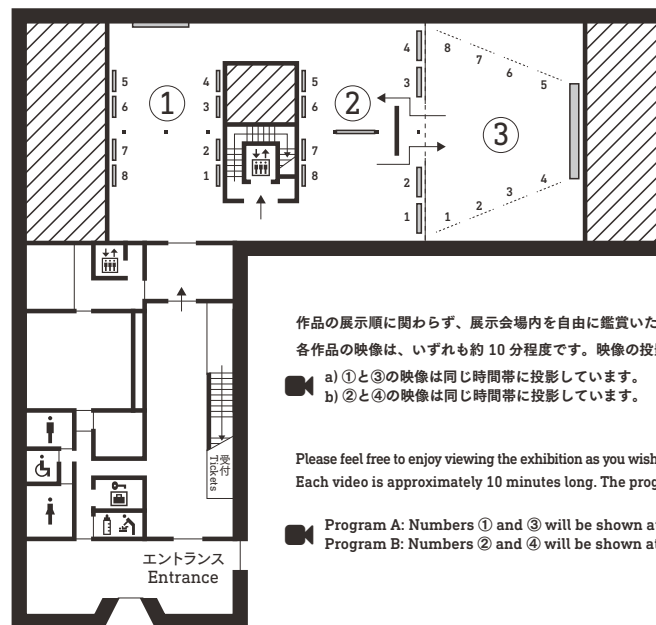 4
8
7
6
5
5
6
7
8
①
4
3
2
1
5
6
7
8
②
3
③
2
1
1
2
3
4
作品の展示順に関わらず、展示会場内を自由に鑑賞いた
各作品の映像は、いずれも約 10 分程度です。映像の投
a) ①と③の映像は同じ時間帯に投影しています。
b) ②と④の映像は同じ時間帯に投影しています。
受付
Tickets
Please feel free to enjoy viewing the exhibition as you wish
Each video is approximately 10 minutes long. The prog
Program A: Numbers ① and ③ will be shown a
Program B: Numbers ② and ④ will be shown a
エントランス
Entrance